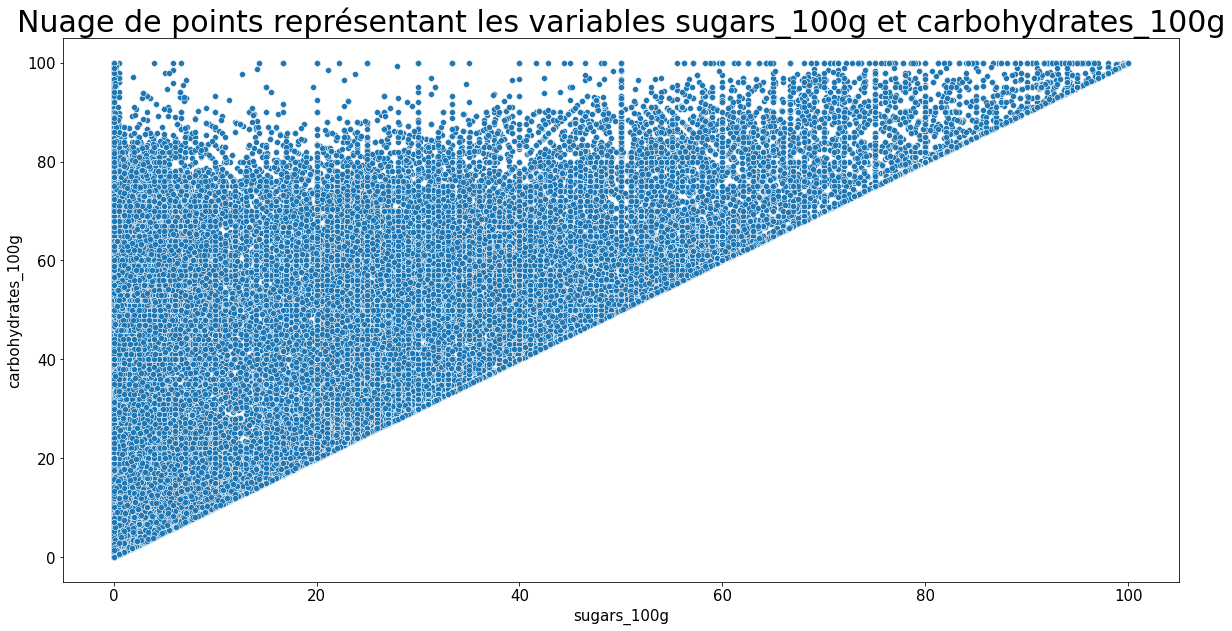 Nuage de points représentant les variables sugars_100g et carbohydrates_100g
100
80
60
40
20
0
carbohydrates_100g
0 20 40 60 80 100
sugars_100g